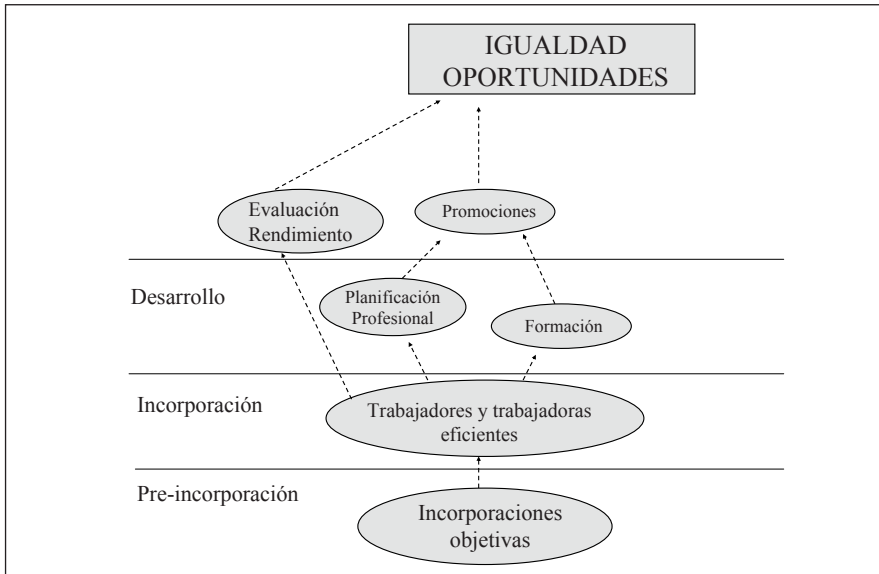 IGUALDAD
OPORTUNIDADES
Evaluación
Rendimiento
Promociones
Desarrollo
Planificación
Profesional
Formación
Incorporación
Trabajadores y trabajadoras
eficientes
Pre-incorporación
Incorporaciones
objetivas